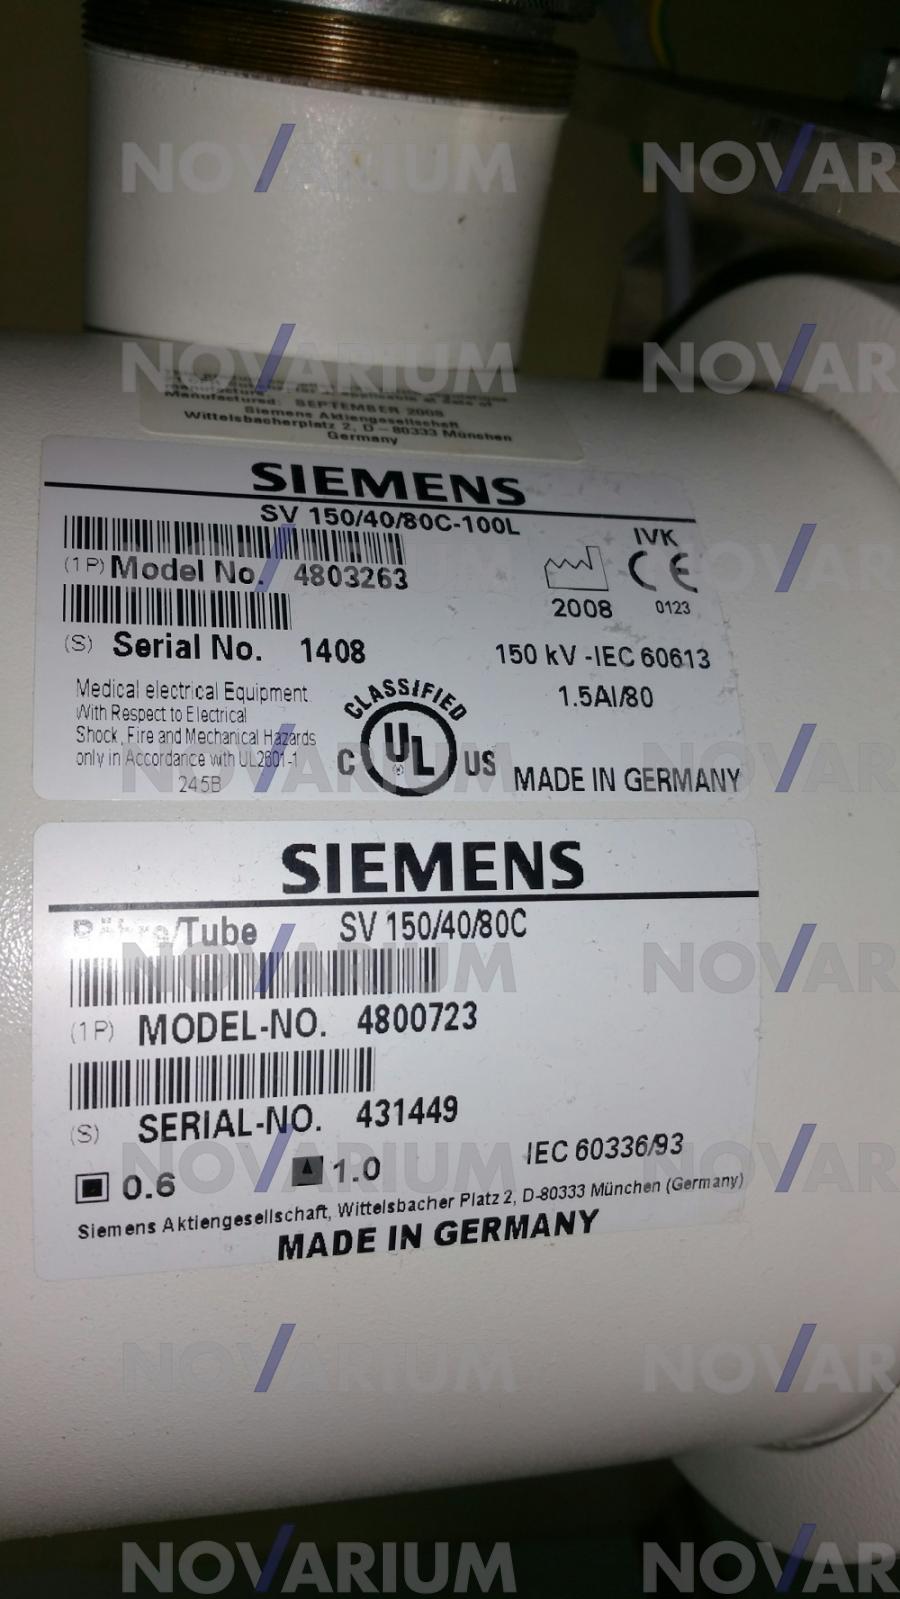 NOVARIUM
Manufactured: SEPTEMBER 2008
Siemens Aktiengesellschaft
Wittelsbacherplatz 2, D - 80333 München
Germany
SIEMENS
SV 150/40/80C-100L
(1P) Model No. 4803263
IVK
CE
2008
0123
(S) Serial No. 1408
150 kV - IEC 60613
1.5Al/80
Medical electrical Equipment
With Respect to Electrical
Shock, Fire and Mechanical Hazards
only in Accordance with UL2601-1
245B
CLASSIFIED
C UL US
MADE IN GERMANY
SIEMENS
Röhre/Tube SV 150/40/80C
(1P) MODEL-NO. 4800723
(S) SERIAL-NO. 431449
0.6 1.0 IEC 60336/93
Siemens Aktiengesellschaft, Wittelsbacher Platz 2, D-80333 München (Germany)
MADE IN GERMANY